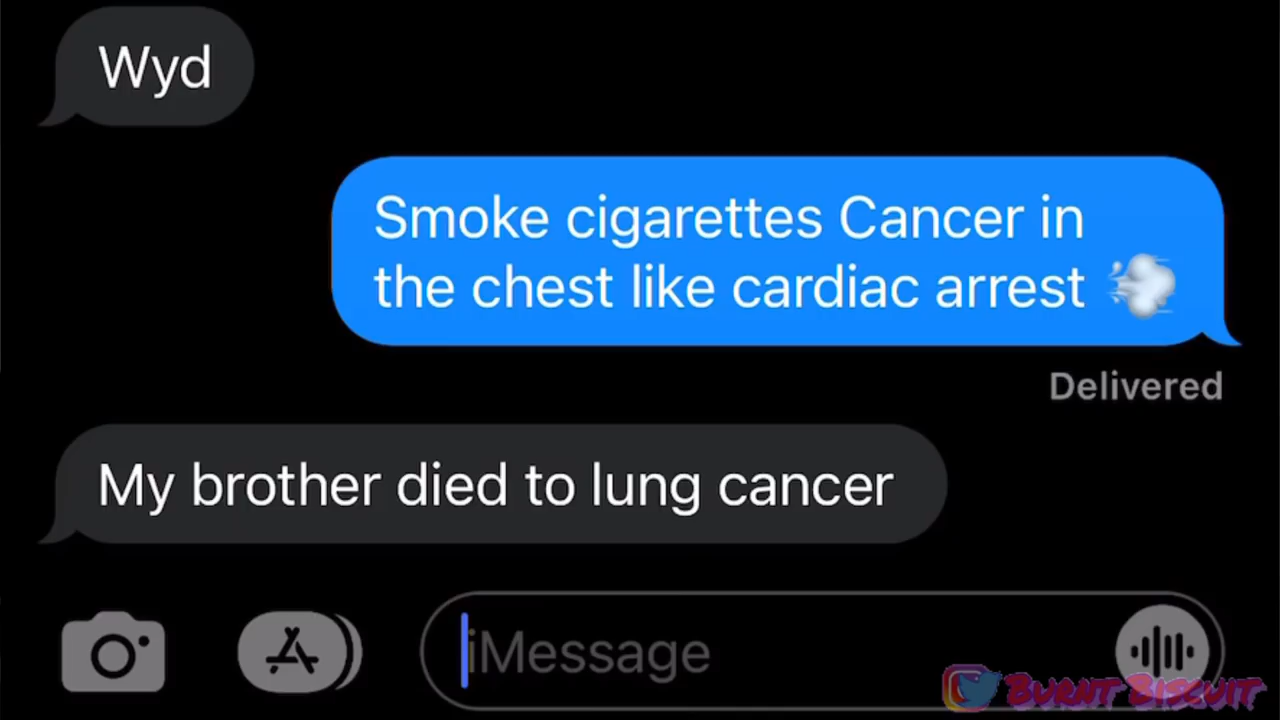 Wyd
Smoke cigarettes Cancer in
the chest like cardiac arrest 💨
Delivered
My brother died to lung cancer
iMessage
BURNT BISCUIT